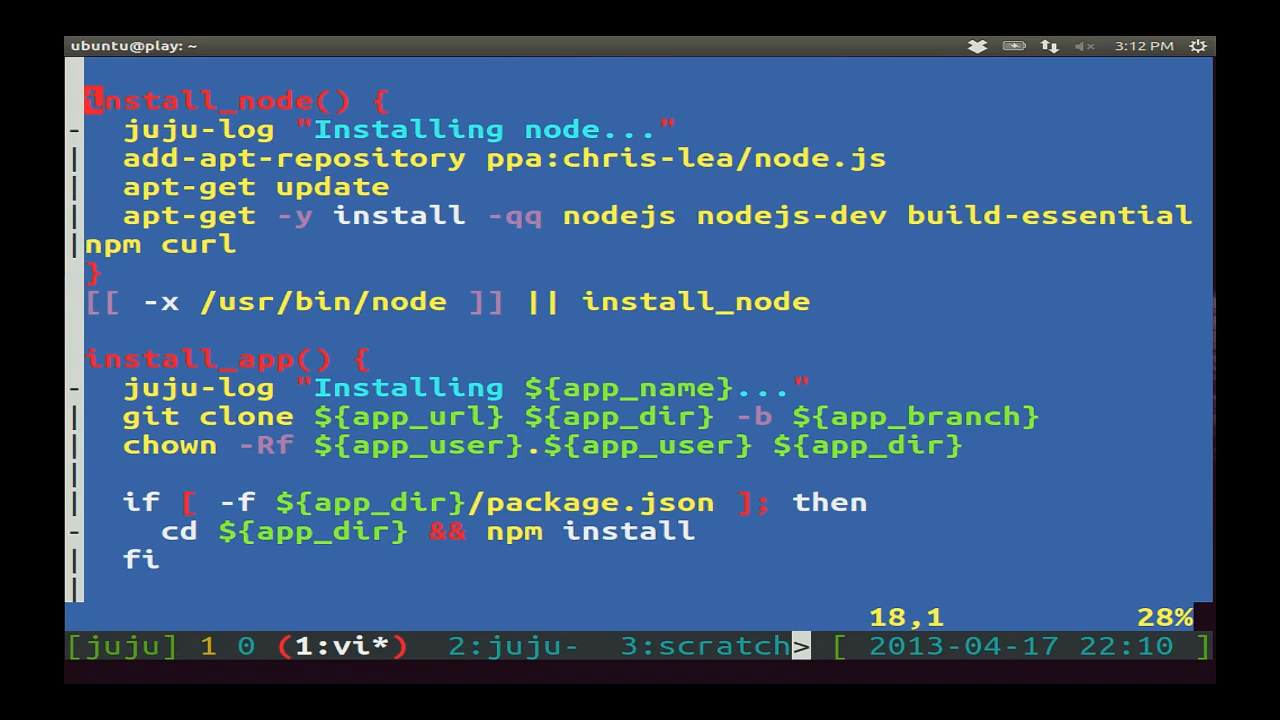 ubuntu@play: ~ 3:12 PM
install_node() {
  juju-log "Installing node..."
  add-apt-repository ppa:chris-lea/node.js
  apt-get update
  apt-get -y install -qq nodejs nodejs-dev build-essential
npm curl
}
[[ -x /usr/bin/node ]] || install_node

install_app() {
  juju-log "Installing ${app_name}..."
  git clone ${app_url} ${app_dir} -b ${app_branch}
  chown -Rf ${app_user}.${app_user} ${app_dir}

  if [ -f ${app_dir}/package.json ]; then
    cd ${app_dir} && npm install
  fi
18,1 28%
[juju] 1 0 (1:vi*) 2:juju- 3:scratch> [ 2013-04-17 22:10 ]